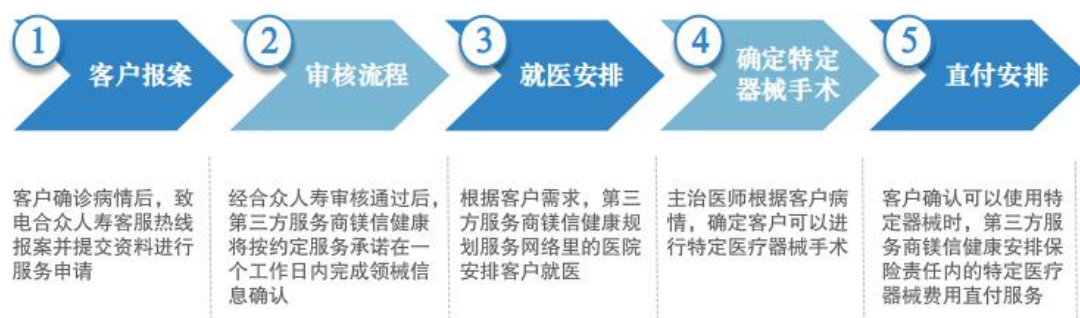 1
客户报案
2
审核流程
3
就医安排
4
确定特定
器械手术
5
直付安排
客户确诊病情后，致
电合众人寿客服热线
报案并提交资料进行
服务申请
经合众人寿审核通过后，
第三方服务商镁信健康
将按约定服务承诺在一
个工作日内完成领械信
息确认
根据客户需求，第三
方服务商镁信健康规
划服务网络里的医院
安排客户就医
主治医师根据客户病
情，确定客户可以进
行特定医疗器械手术
客户确认可以使用特
定器械时，第三方服
务商镁信健康安排保
险责任内的特定医疗
器械费用直付服务